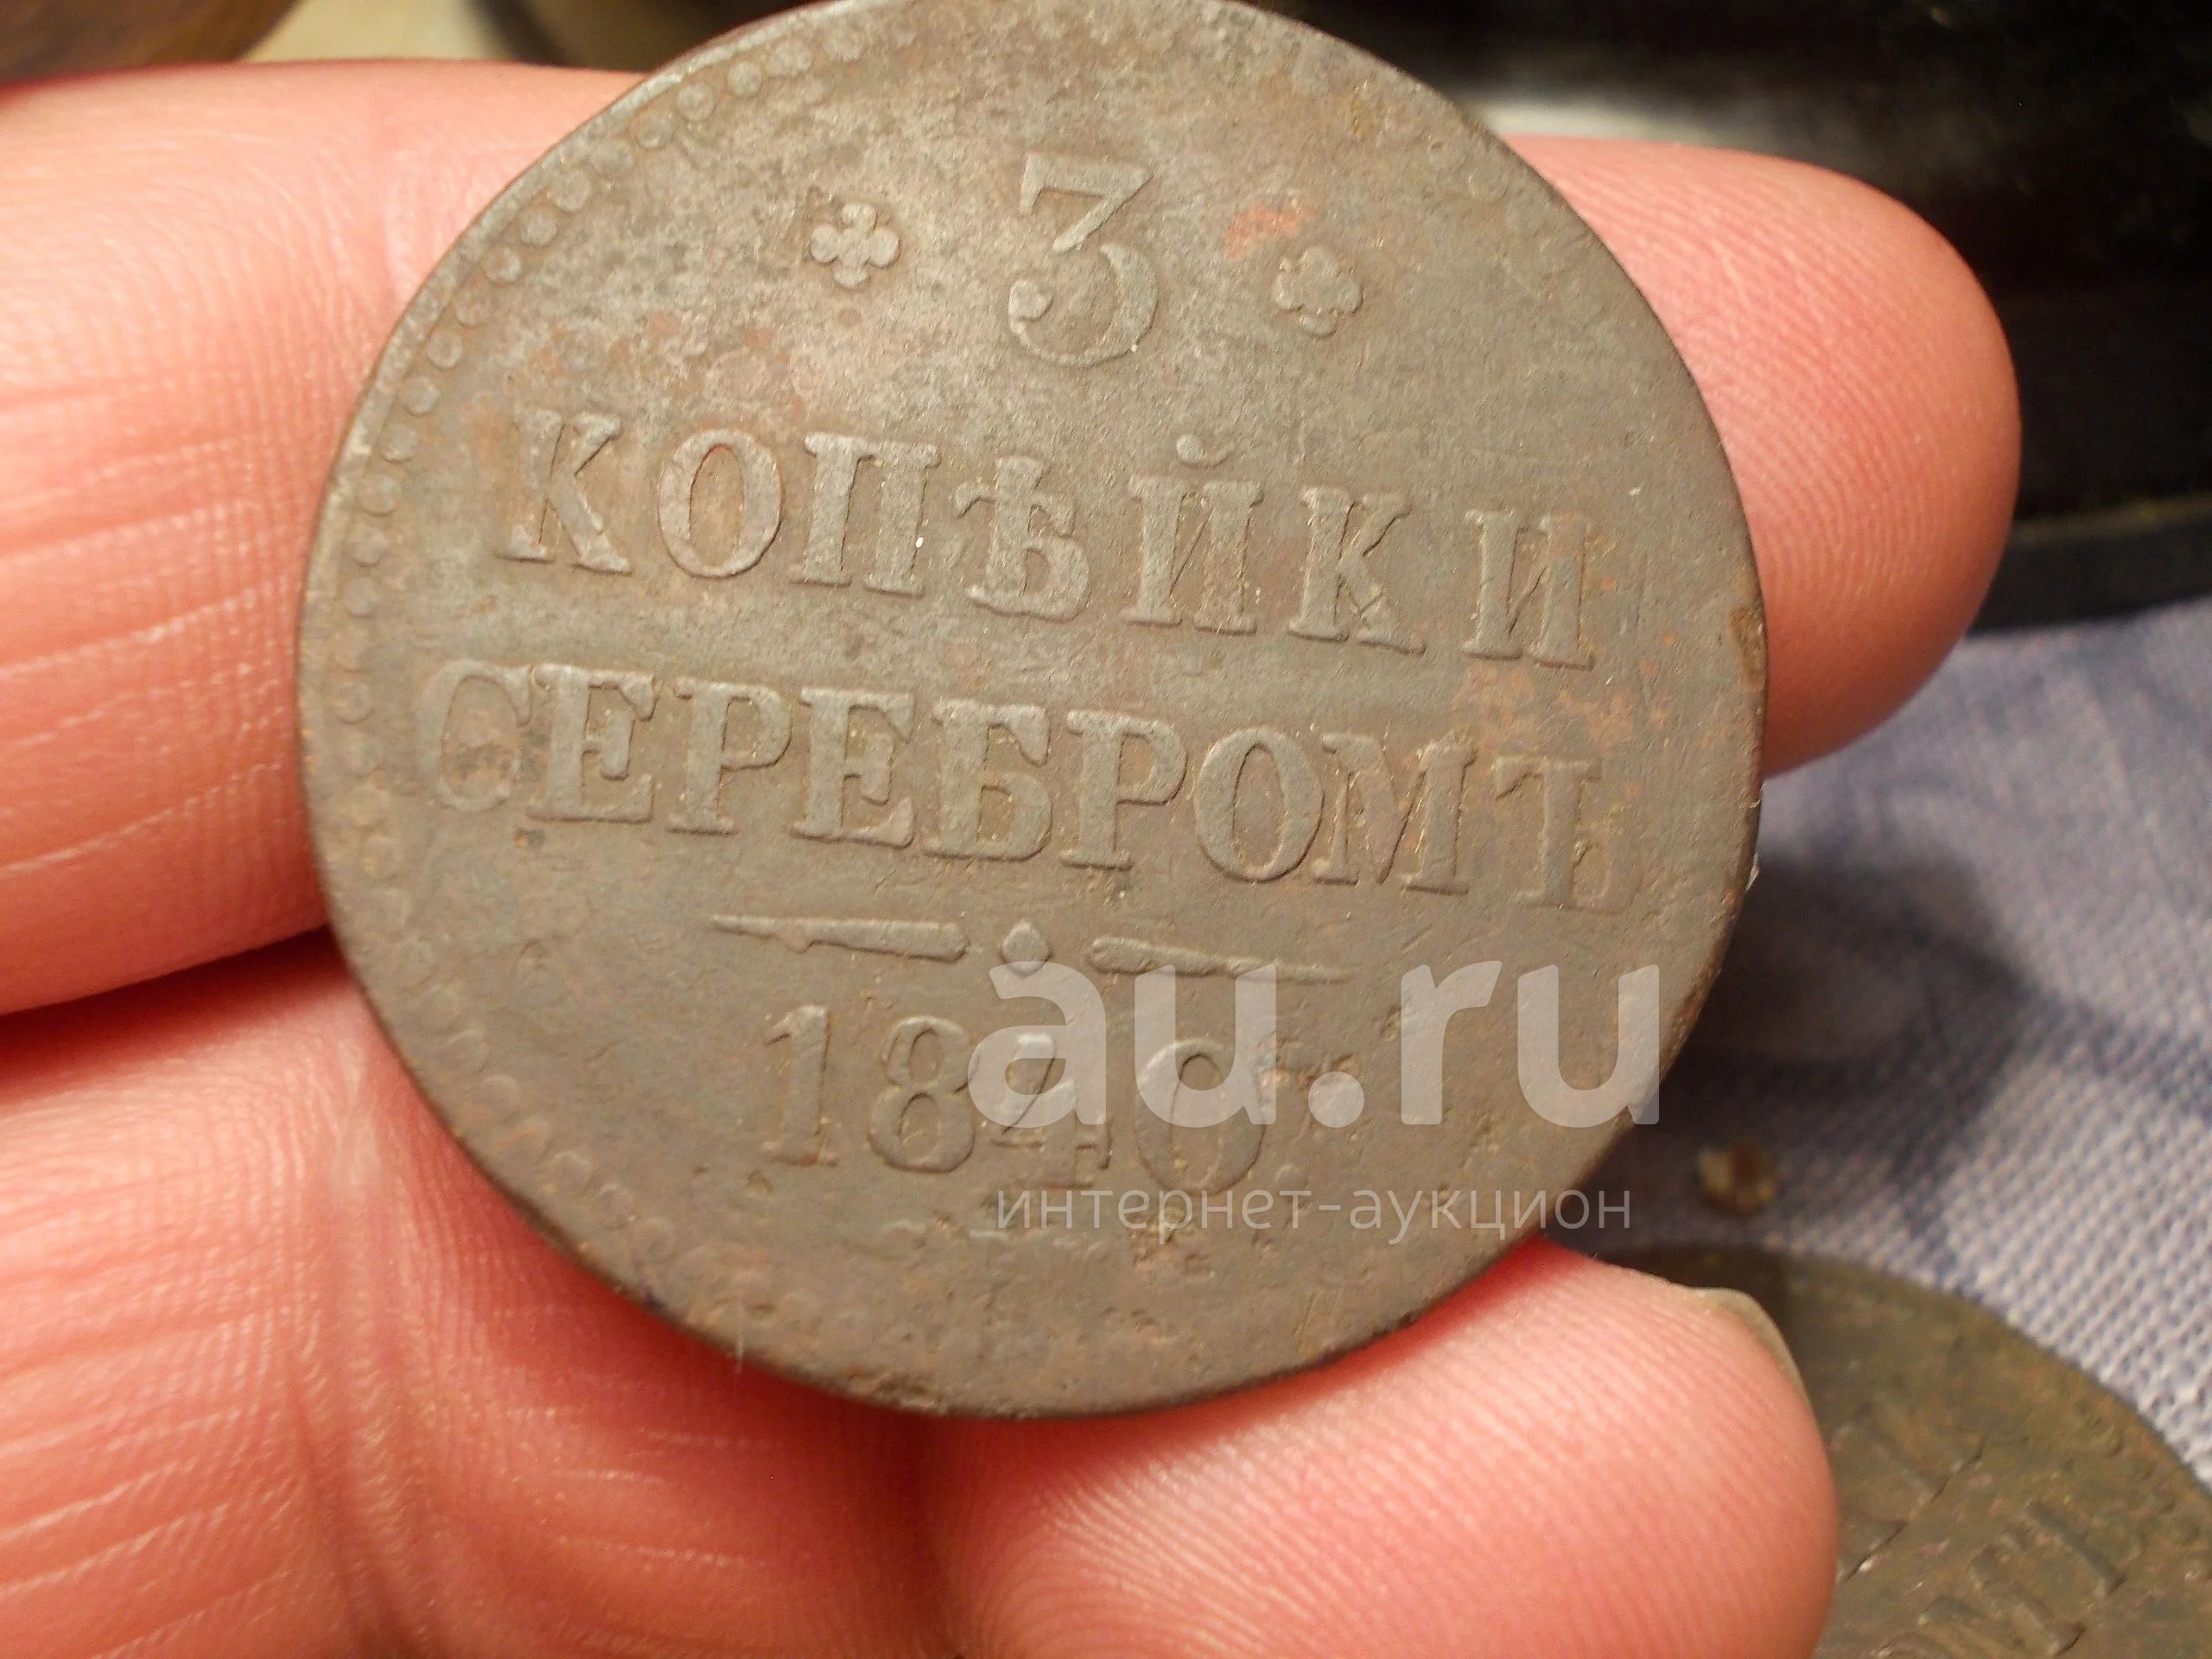 3
КОПѢЙКИ
СЕРЕБРОМЪ
1840.
au.ru
интернет-аукцион